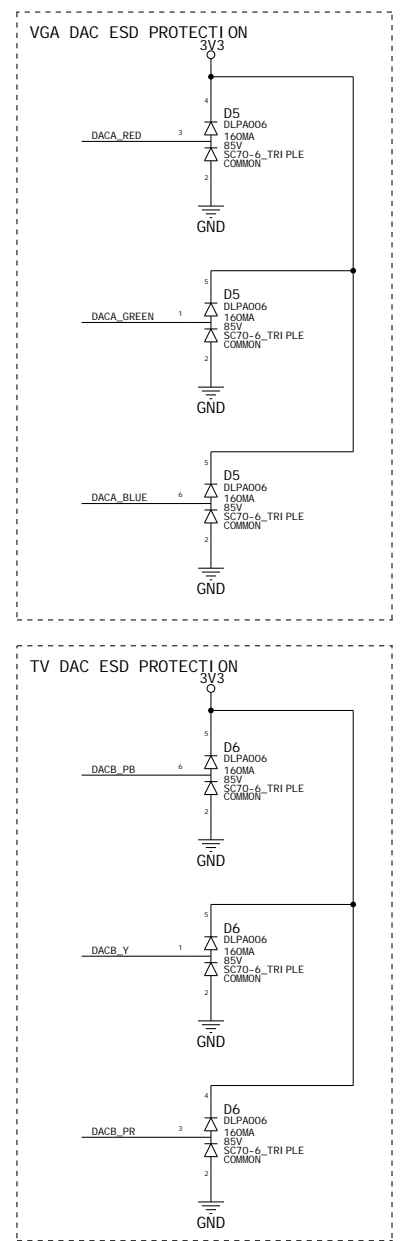 VGA DAC ESD PROTECTION
3V3
4
D5
DLPA006
DACA_RED 3 160MA
85V
SC70-6_TRIPLE
COMMON
2
GND
5
D5
DLPA006
DACA_GREEN 1 160MA
85V
SC70-6_TRIPLE
COMMON
2
GND
5
D5
DLPA006
DACA_BLUE 6 160MA
85V
SC70-6_TRIPLE
COMMON
2
GND
TV DAC ESD PROTECTION
3V3
5
D6
DLPA006
DACB_PB 6 160MA
85V
SC70-6_TRIPLE
COMMON
2
GND
5
D6
DLPA006
DACB_Y 1 160MA
85V
SC70-6_TRIPLE
COMMON
2
GND
4
D6
DLPA006
DACB_PR 3 160MA
85V
SC70-6_TRIPLE
COMMON
2
GND